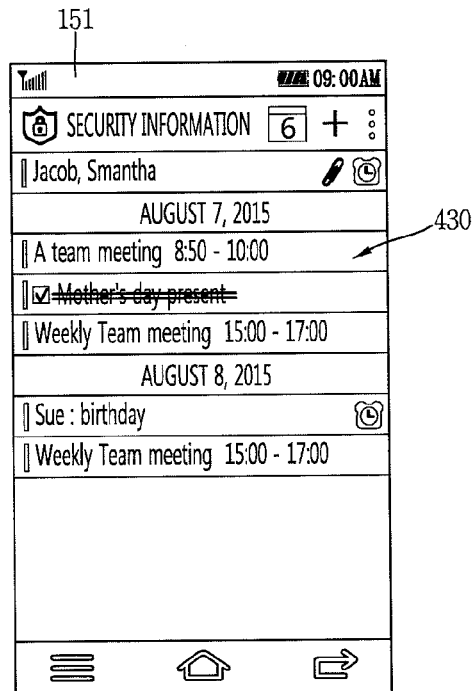 151
09:00AM
SECURITY INFORMATION 6
Jacob, Smantha
AUGUST 7, 2015
430
A team meeting 8:50 - 10:00
Mother's day present
Weekly Team meeting 15:00 - 17:00
AUGUST 8, 2015
Sue : birthday
Weekly Team meeting 15:00 - 17:00